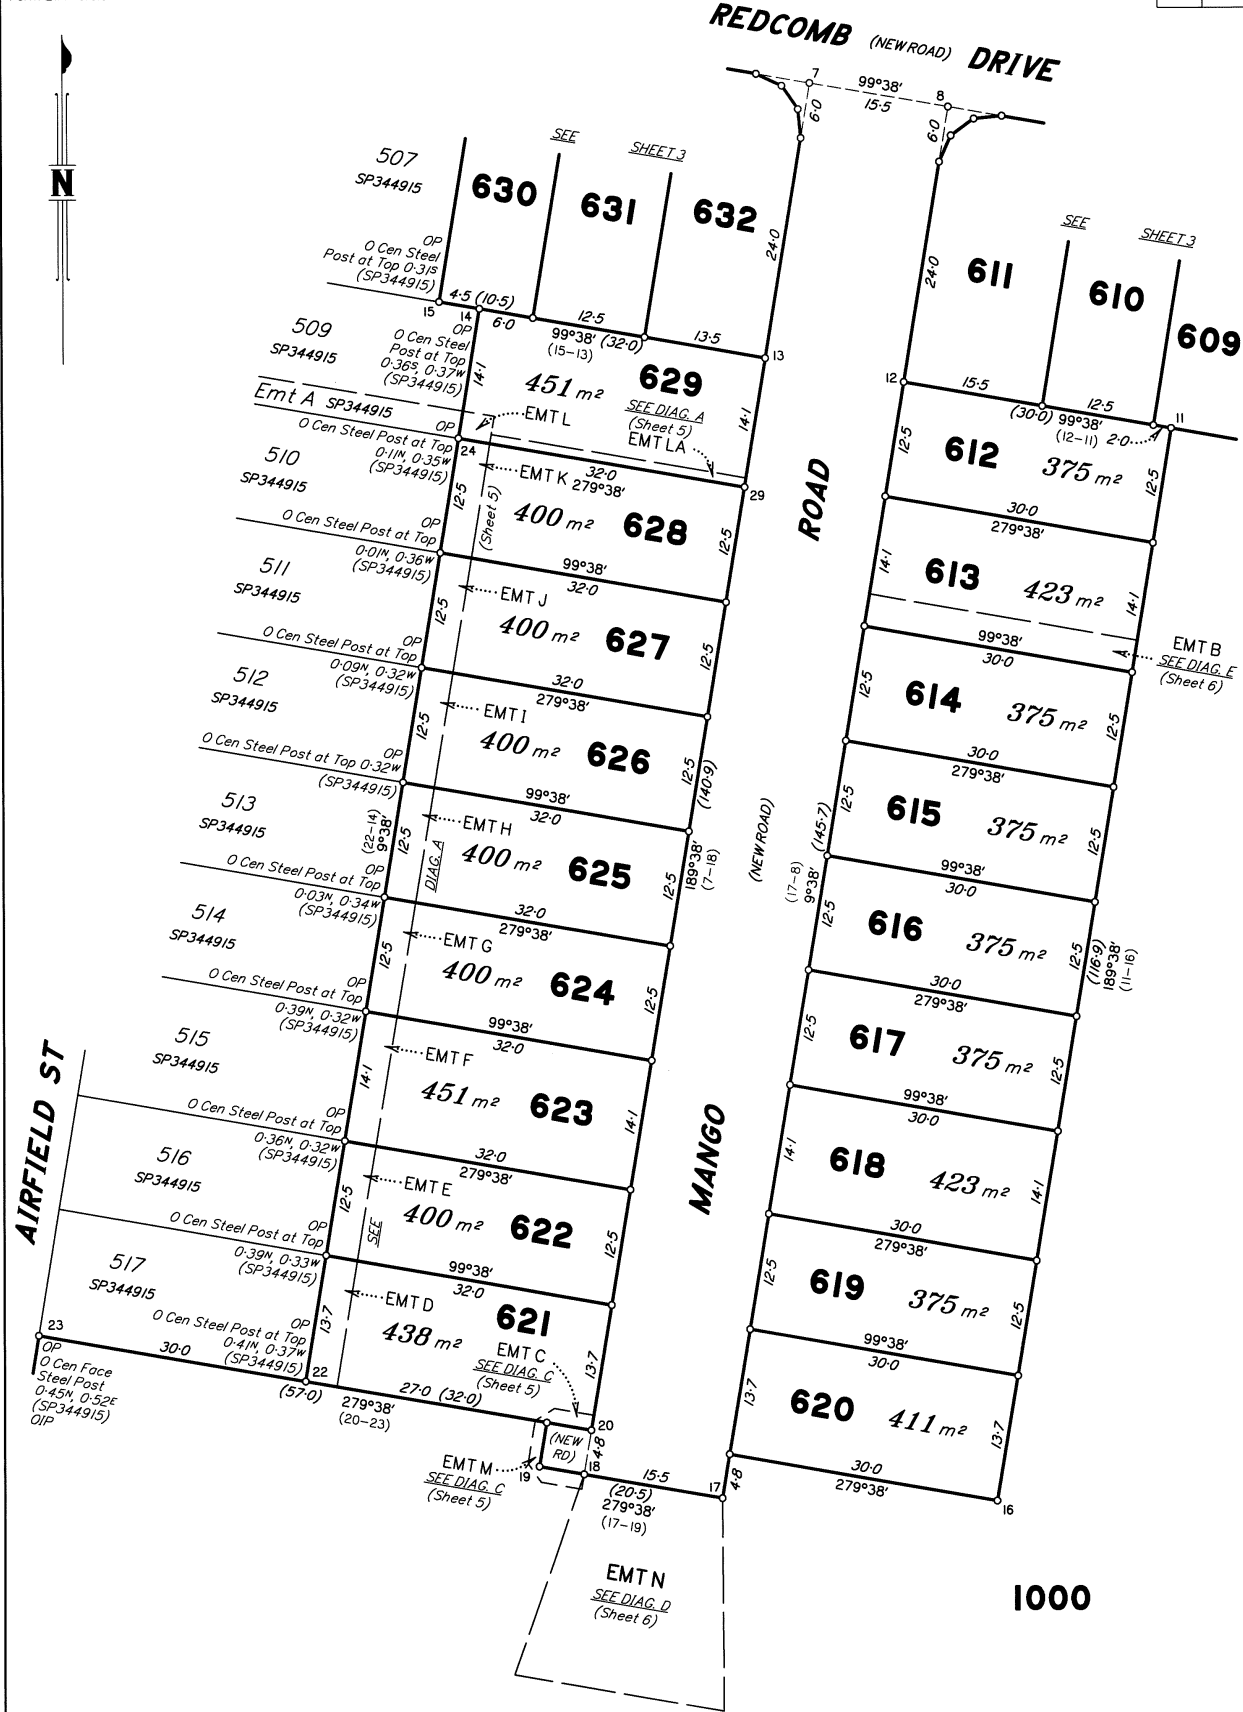 REDCOMB (NEW ROAD) DRIVE
7
99°38'
15·5
8
6·0
6·0
N
507
SP344915
630
SEE
631
SHEET 3
632
24·0
24·0
611
SEE
610
SHEET 3
609
OP
O Cen Steel
Post at Top 0·31S
(SP344915)
15
4·5 (10·5)
14
6·0
12·5
99°38' (32·0)
(15-13)
13·5
13
12
15·5
(30·0) 99°38'
(12-11)
12·5
2·0
11
509
SP344915
OP
O Cen Steel
Post at Top
0·36S, 0·37W
(SP344915)
14·1
451 m²
629
SEE DIAG. A
(Sheet 5)
14·1
Emt A SP344915
EMT L
EMT LA
OP
O Cen Steel Post at Top
0·11N, 0·35W
(SP344915)
24
32·0
279°38'
29
12·5
612
375 m²
12·5
30·0
279°38'
510
SP344915
12·5
EMT K
(Sheet 5)
400 m²
628
12·5
ROAD
OP
O Cen Steel Post at Top
0·01N, 0·36W
(SP344915)
99°38'
32·0
14·1
613
423 m²
14·1
99°38'
30·0
EMT B
SEE DIAG. E
(Sheet 6)
511
SP344915
12·5
EMT J
400 m²
627
12·5
OP
O Cen Steel Post at Top
0·09N, 0·32W
(SP344915)
32·0
279°38'
12·5
614
375 m²
12·5
30·0
279°38'
512
SP344915
12·5
EMT I
400 m²
626
12·5
(140·9)
OP
O Cen Steel Post at Top 0·32W
(SP344915)
99°38'
32·0
(NEW ROAD)
12·5
(145·7)
615
375 m²
12·5
99°38'
30·0
513
SP344915
(22-14)
9°38'
12·5
DIAG. A
EMT H
400 m²
625
12·5
189°38'
(7-18)
(17-8)
9°38'
OP
O Cen Steel Post at Top
0·03N, 0·34W
(SP344915)
32·0
279°38'
12·5
616
375 m²
12·5
(116·9)
189°38'
(11-16)
30·0
279°38'
514
SP344915
12·5
EMT G
400 m²
624
12·5
OP
O Cen Steel Post at Top
0·39N, 0·32W
(SP344915)
99°38'
32·0
12·5
617
375 m²
12·5
99°38'
30·0
515
SP344915
14·1
EMT F
451 m²
623
14·1
MANGO
AIRFIELD ST
OP
O Cen Steel Post at Top
0·36N, 0·32W
(SP344915)
32·0
279°38'
14·1
618
423 m²
14·1
30·0
279°38'
516
SP344915
12·5
EMT E
SEE
400 m²
622
12·5
OP
O Cen Steel Post at Top
0·39N, 0·33W
(SP344915)
99°38'
32·0
12·5
619
375 m²
12·5
99°38'
30·0
517
SP344915
13·7
EMT D
438 m²
621
EMT C
SEE DIAG. C
(Sheet 5)
13·7
OP
O Cen Steel Post at Top
0·41N, 0·37W
(SP344915)
23
30·0
22
(57·0)
279°38'
(20-23)
27·0 (32·0)
20
13·7
620
411 m²
13·7
OP
O Cen Face
Steel Post
0·45N, 0·52E
(SP344915)
OIP
(NEW
RD)
4·8
EMT M
SEE DIAG. C
(Sheet 5)
19
18
15·5
(20·5)
279°38'
(17-19)
17
4·8
30·0
279°38'
16
EMT N
SEE DIAG. D
(Sheet 6)
1000